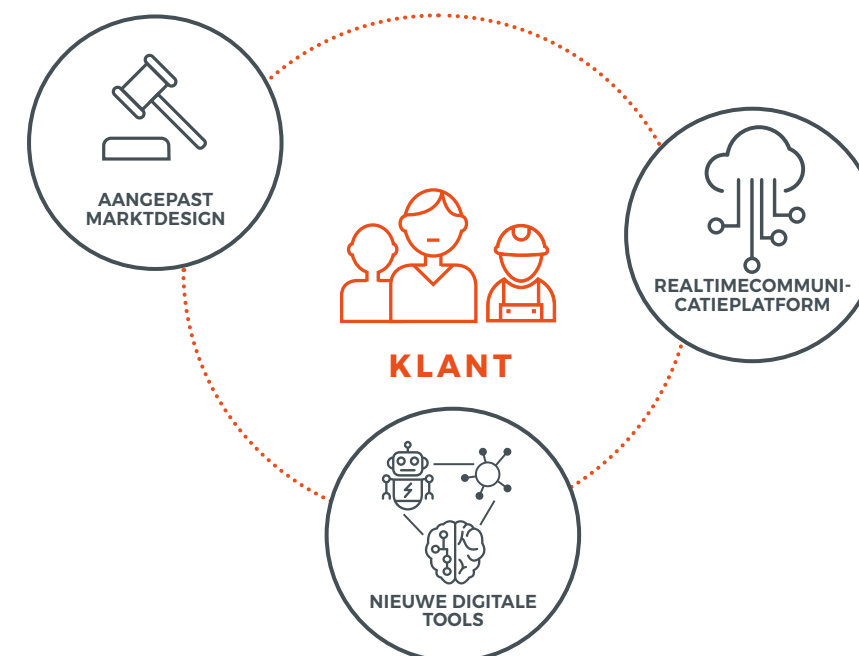 AANGEPAST
MARKTDESIGN
REALTIMECOMMUNI-
CATIEPLATFORM
KLANT
NIEUWE DIGITALE
TOOLS